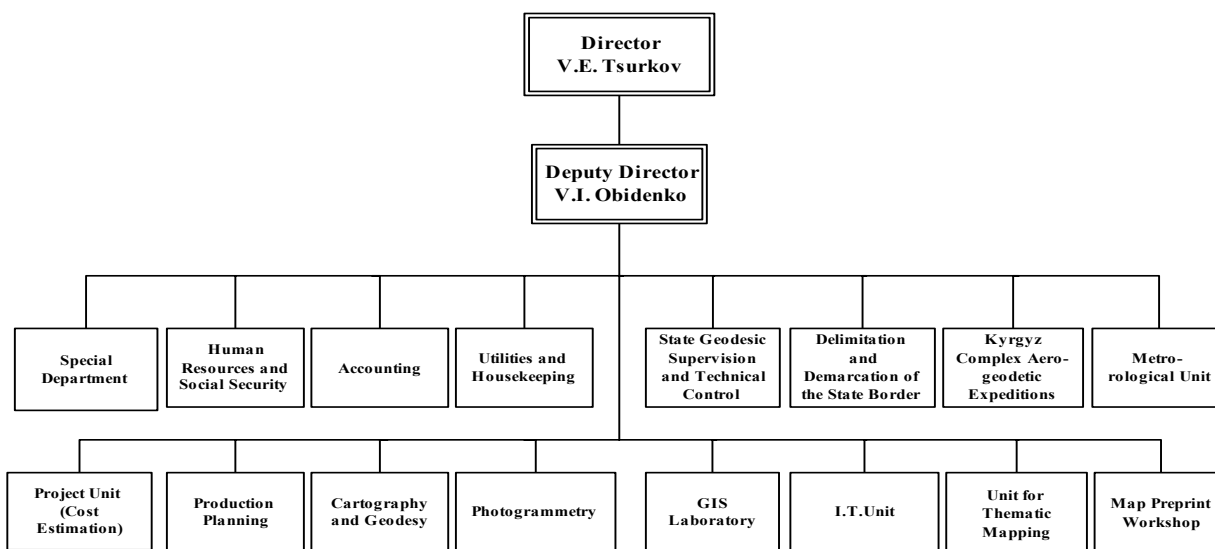 Director
V.E. Tsurkov
Deputy Director
V.I. Obidenko
Special
Department
Human
Resources and
Social Security
Accounting
Utilities and
Housekeeping
State Geodesic
Supervision
and Technical
Control
Delimitation
and
Demarcation of
the State Border
Kyrgyz
Complex Aero-
geodetic
Expeditions
Metro-
rological Unit
Project Unit
(Cost
Estimation)
Production
Planning
Cartography
and Geodesy
Photogrammetry
GIS
Laboratory
I.T.Unit
Unit for
Thematic
Mapping
Map Preprint
Workshop